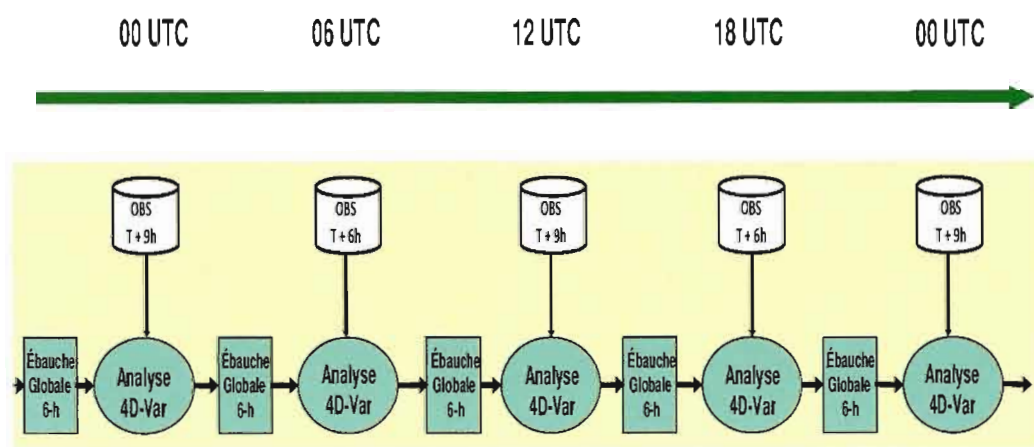 00 UTC 06 UTC 12 UTC 18 UTC 00 UTC
OBS OBS OBS OBS OBS
T + 9h T + 6h T + 9h T + 6h T + 9h
Ébauche Ébauche Ébauche Ébauche Ébauche
Globale Analyse Globale Analyse Globale Analyse Globale Analyse Globale Analyse
6-h 4D-Var 6-h 4D-Var 6-h 4D-Var 6-h 4D-Var 6-h 4D-Var